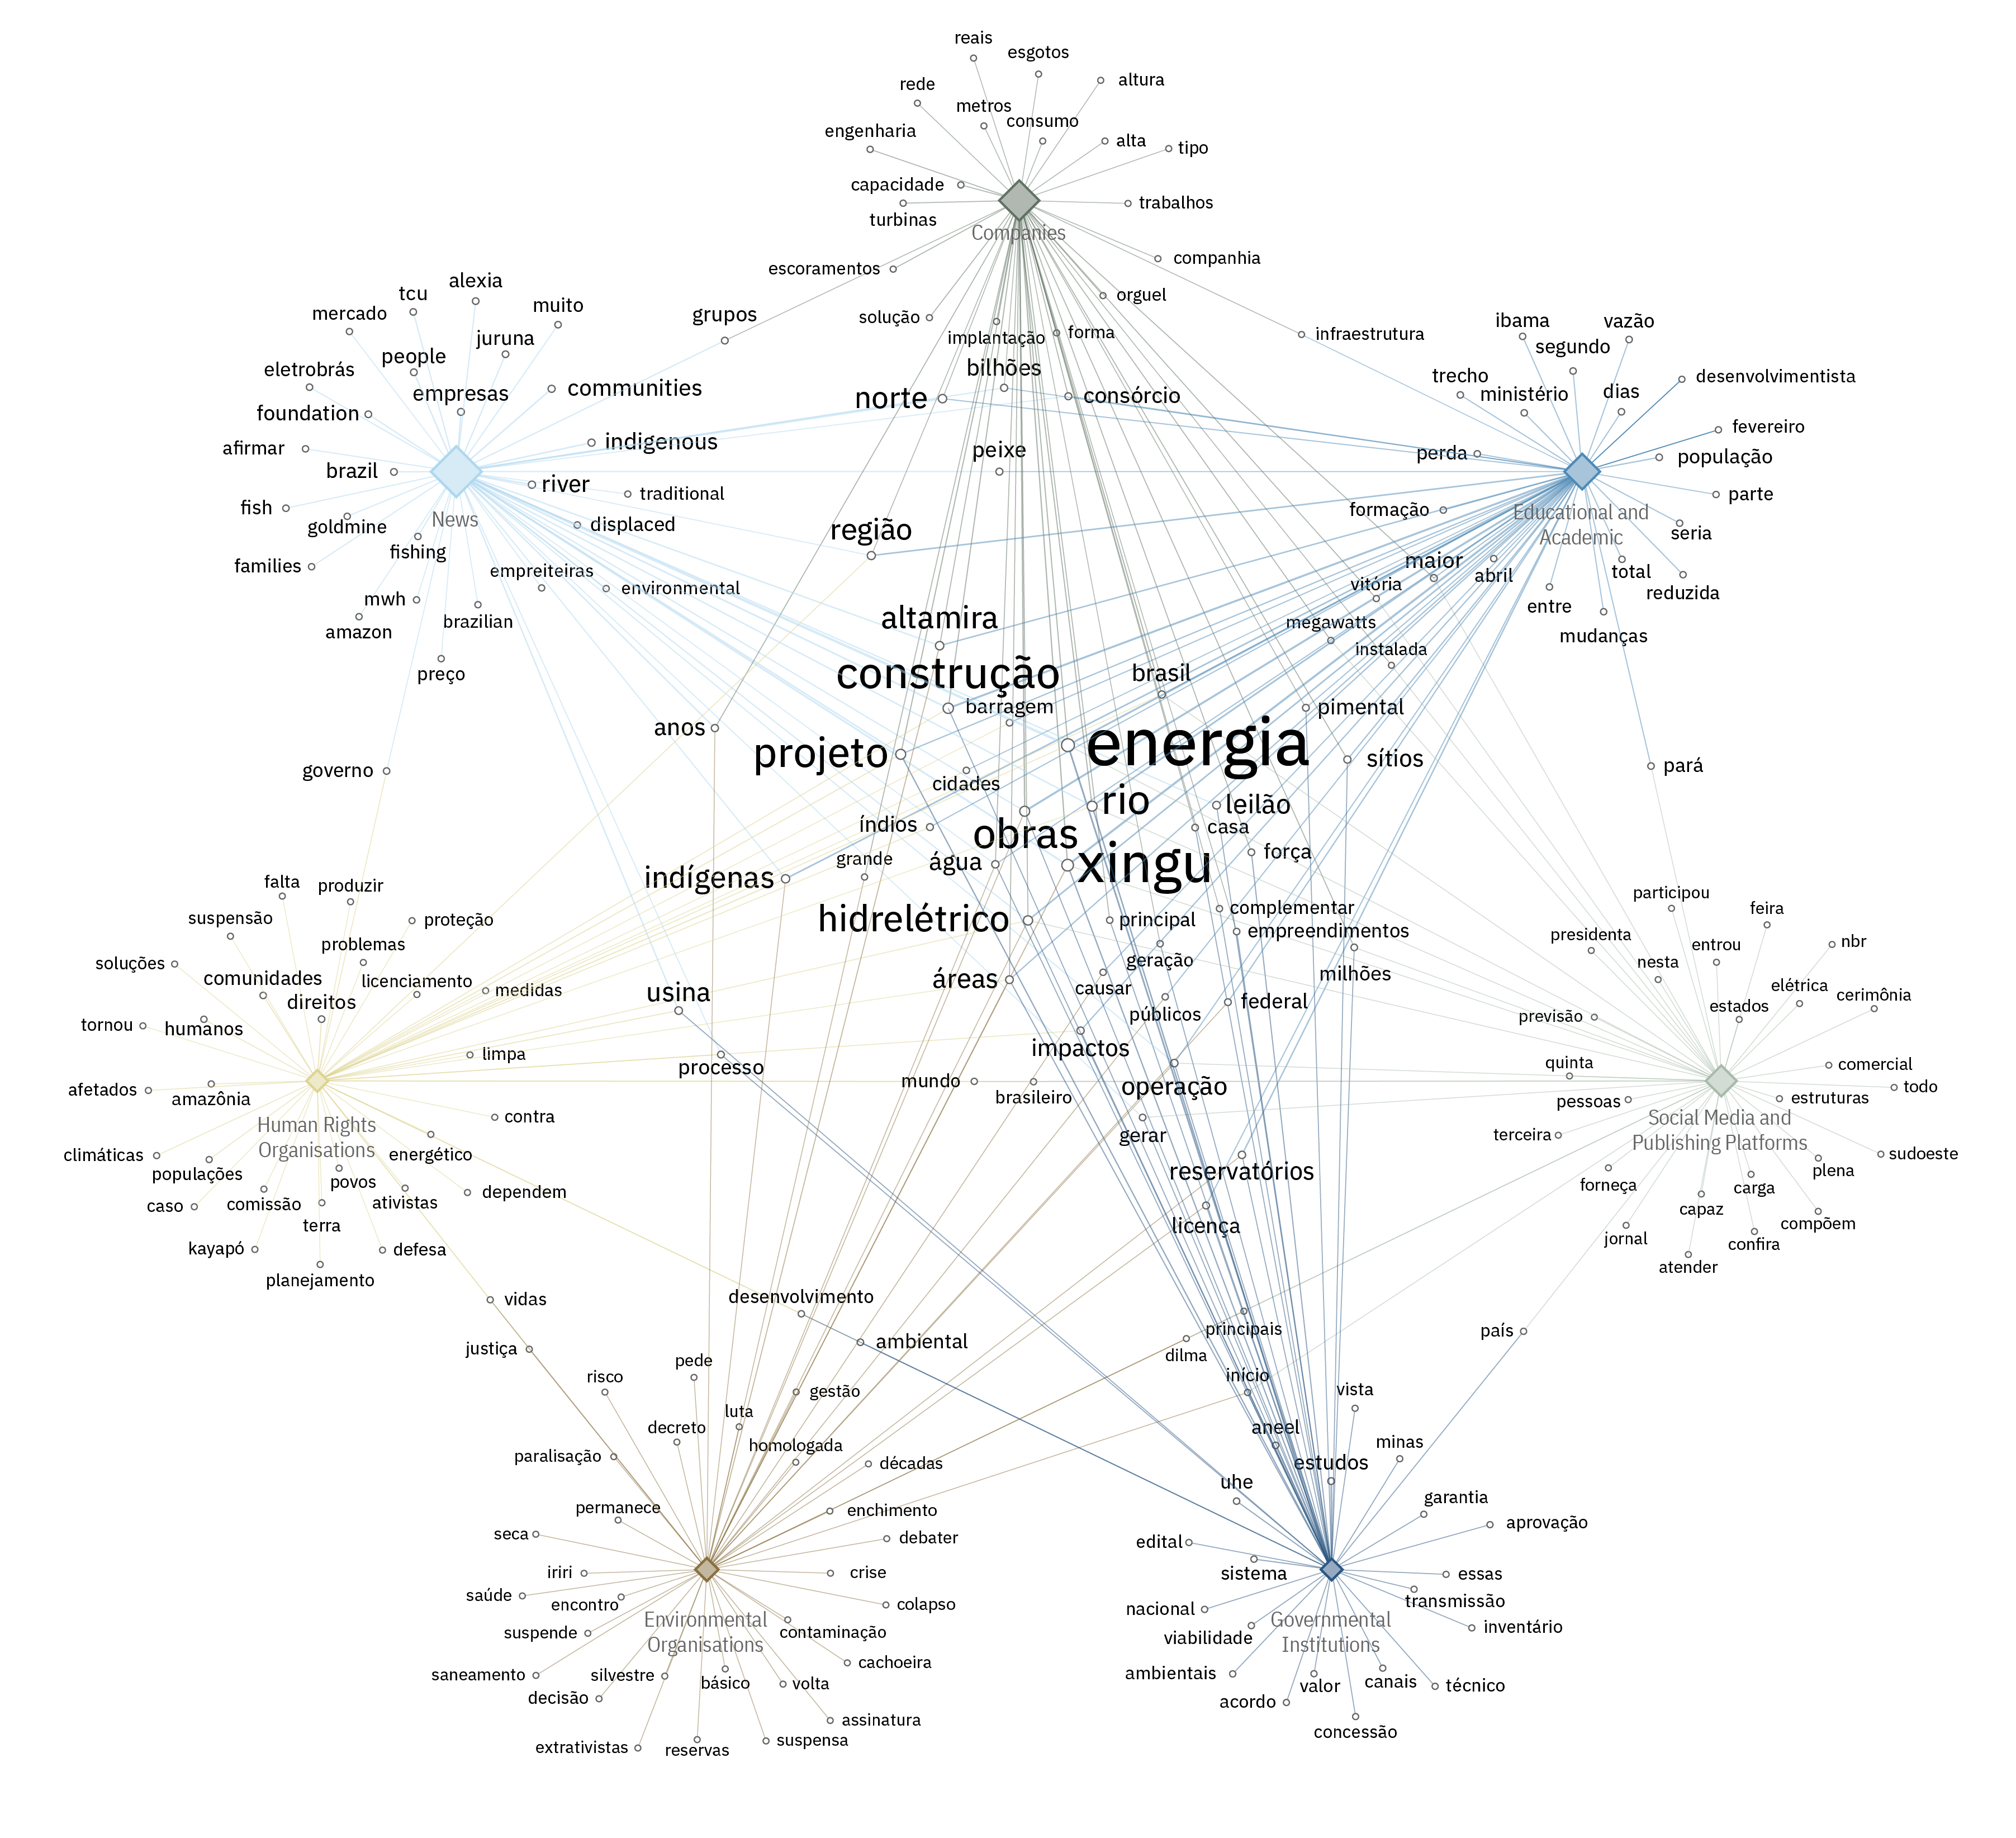 reais
esgotos
altura
rede
metros
consumo
engenharia
alta
tipo
capacidade
turbinas
trabalhos
Companies
companhia
escoramentos
orguel
solução
implantação
forma
infraestrutura
grupos
bilhões
norte
consórcio
peixe
alexia
tcu
muito
mercado
juruna
people
eletrobrás
empresas
communities
foundation
indigenous
afirmar
brazil
river
traditional
fish
goldmine
News
displaced
fishing
families
empreiteiras
environmental
mwh
amazon
brazilian
preço
ibama
vazão
segundo
trecho
ministério
dias
desenvolvimentista
fevereiro
perda
população
parte
formação
Educational and
Academic
seria
maior
abril
total
reduzida
vitória
entre
mudanças
megawatts
instalada
região
altamira
construção
brasil
barragem
pimental
anos
projeto
energia
sítios
pará
governo
cidades
rio
leilão
índios
obras
casa
grande
água
xingu
força
indígenas
hidrelétrico
principal
complementar
empreendimentos
geração
milhões
áreas
causar
usina
públicos
federal
impactos
processo
mundo
brasileiro
operação
gerar
reservatórios
licença
falta
produzir
suspensão
proteção
problemas
soluções
comunidades
licenciamento
direitos
medidas
tornou
humanos
limpa
afetados
amazônia
contra
Human Rights
Organisations
climáticas
energético
populações
povos
ativistas
dependem
caso
comissão
terra
kayapó
defesa
planejamento
participou
feira
presidenta
entrou
nbr
nesta
elétrica
cerimônia
estados
previsão
quinta
comercial
todo
pessoas
estruturas
Social Media and
Publishing Platforms
terceira
sudoeste
forneça
plena
carga
capaz
compõem
jornal
confira
atender
vidas
desenvolvimento
justiça
ambiental
principais
dilma
país
início
pede
risco
gestão
luta
decreto
homologada
paralisação
décadas
permanece
enchimento
seca
debater
iriri
crise
saúde
encontro
colapso
Environmental
Organisations
suspende
contaminação
saneamento
silvestre
básico
volta
cachoeira
decisão
assinatura
extrativistas
reservas
suspensa
vista
aneel
minas
estudos
uhe
garantia
aprovação
edital
sistema
essas
transmissão
nacional
Governmental
Institutions
viabilidade
inventário
ambientais
valor
canais
técnico
acordo
concessão